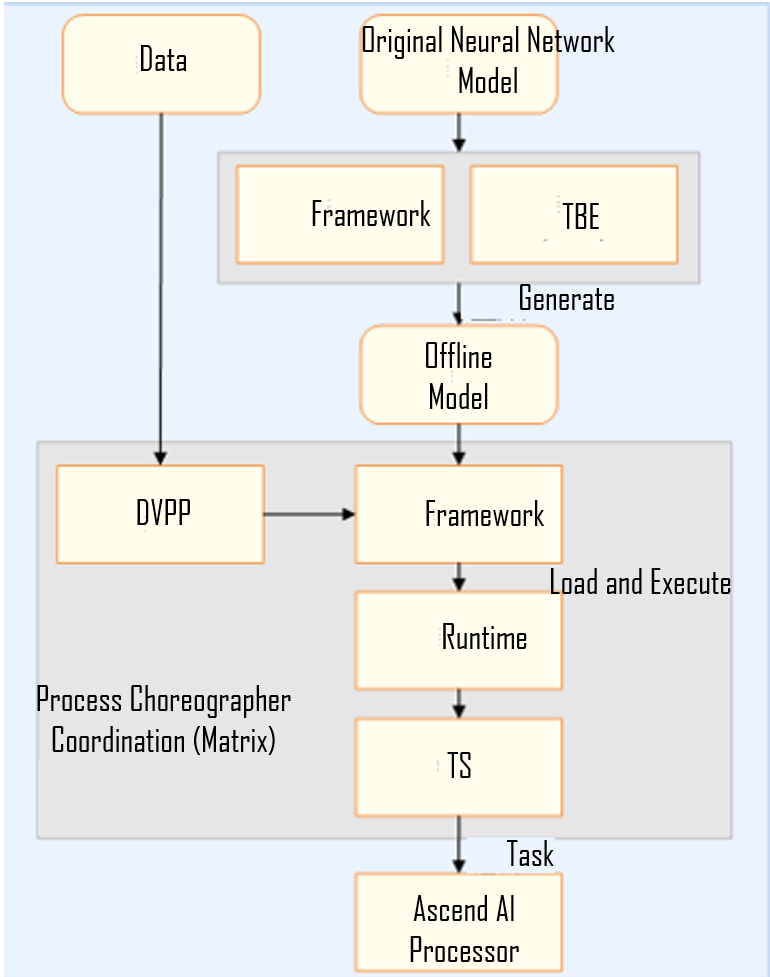 Data
Original Neural Network
Model
Framework
TBE
Generate
Offline
Model
DVPP
Framework
Load and Execute
Runtime
Process Choreographer
Coordination (Matrix)
TS
Task
Ascend AI
Processor